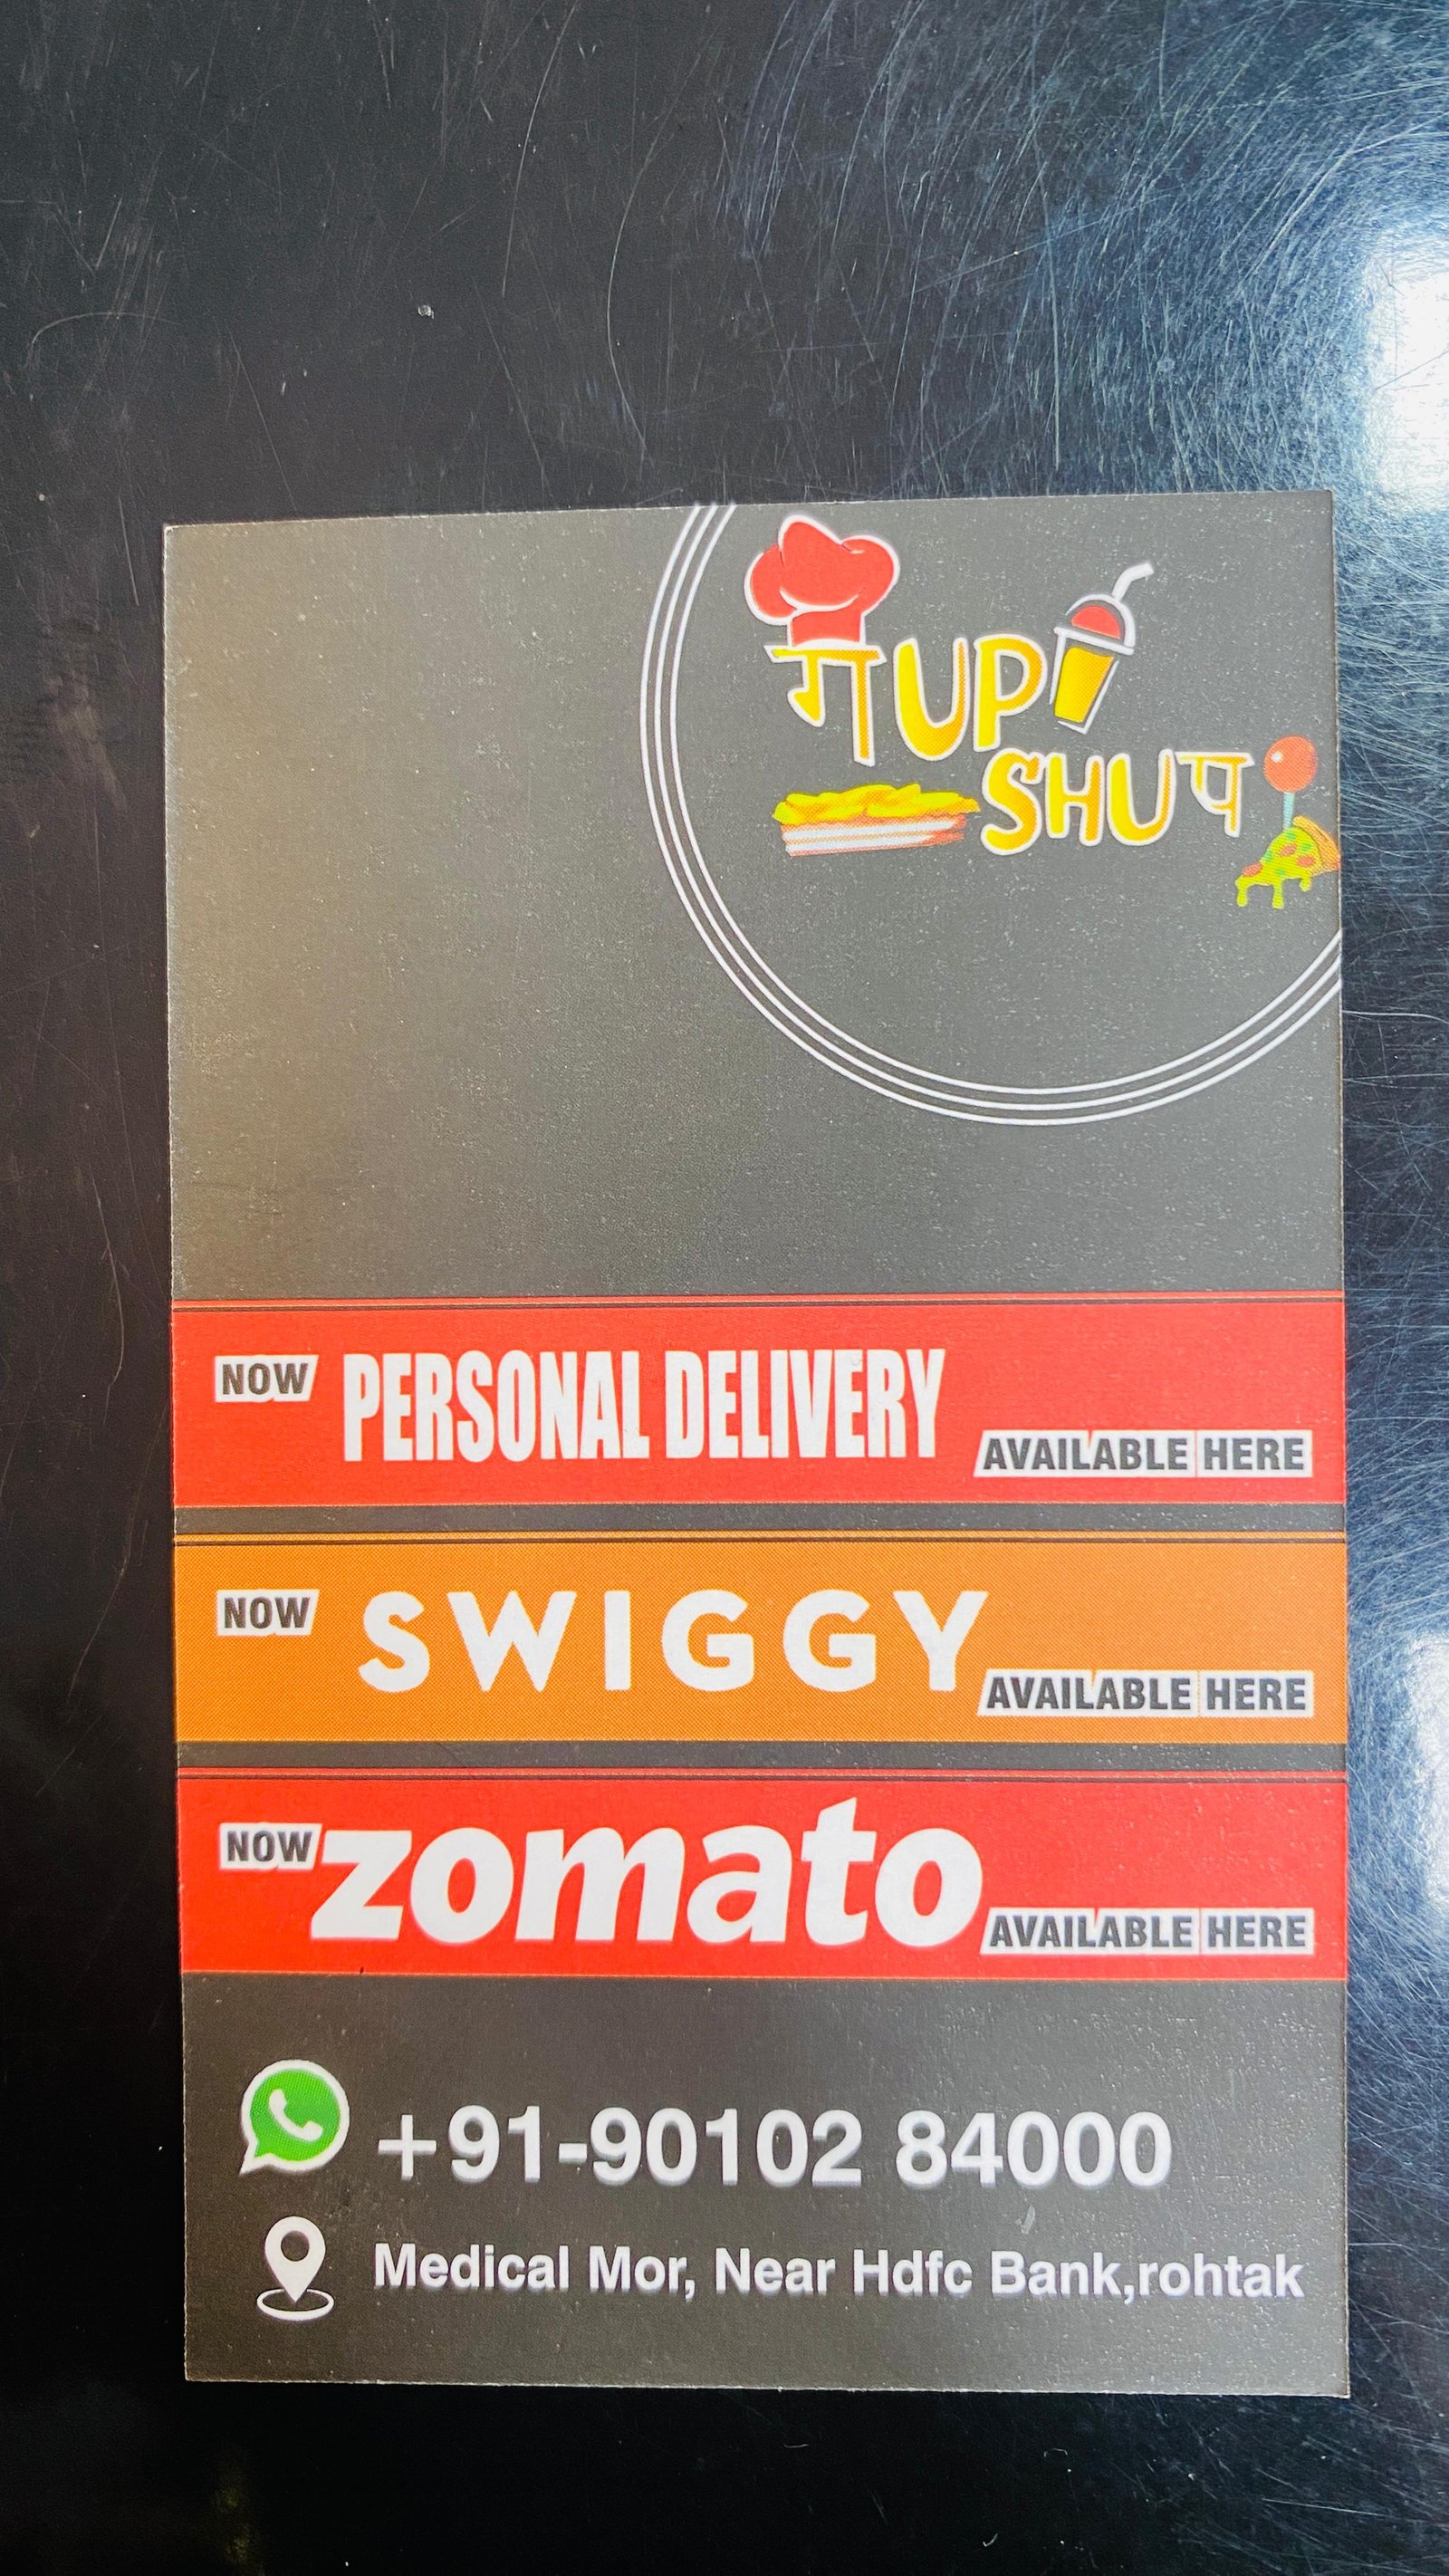 गUP
SHUप
NOW PERSONAL DELIVERY AVAILABLE HERE
NOW SWIGGY AVAILABLE HERE
NOW zomato AVAILABLE HERE
+91-90102 84000
Medical Mor, Near Hdfc Bank,rohtak